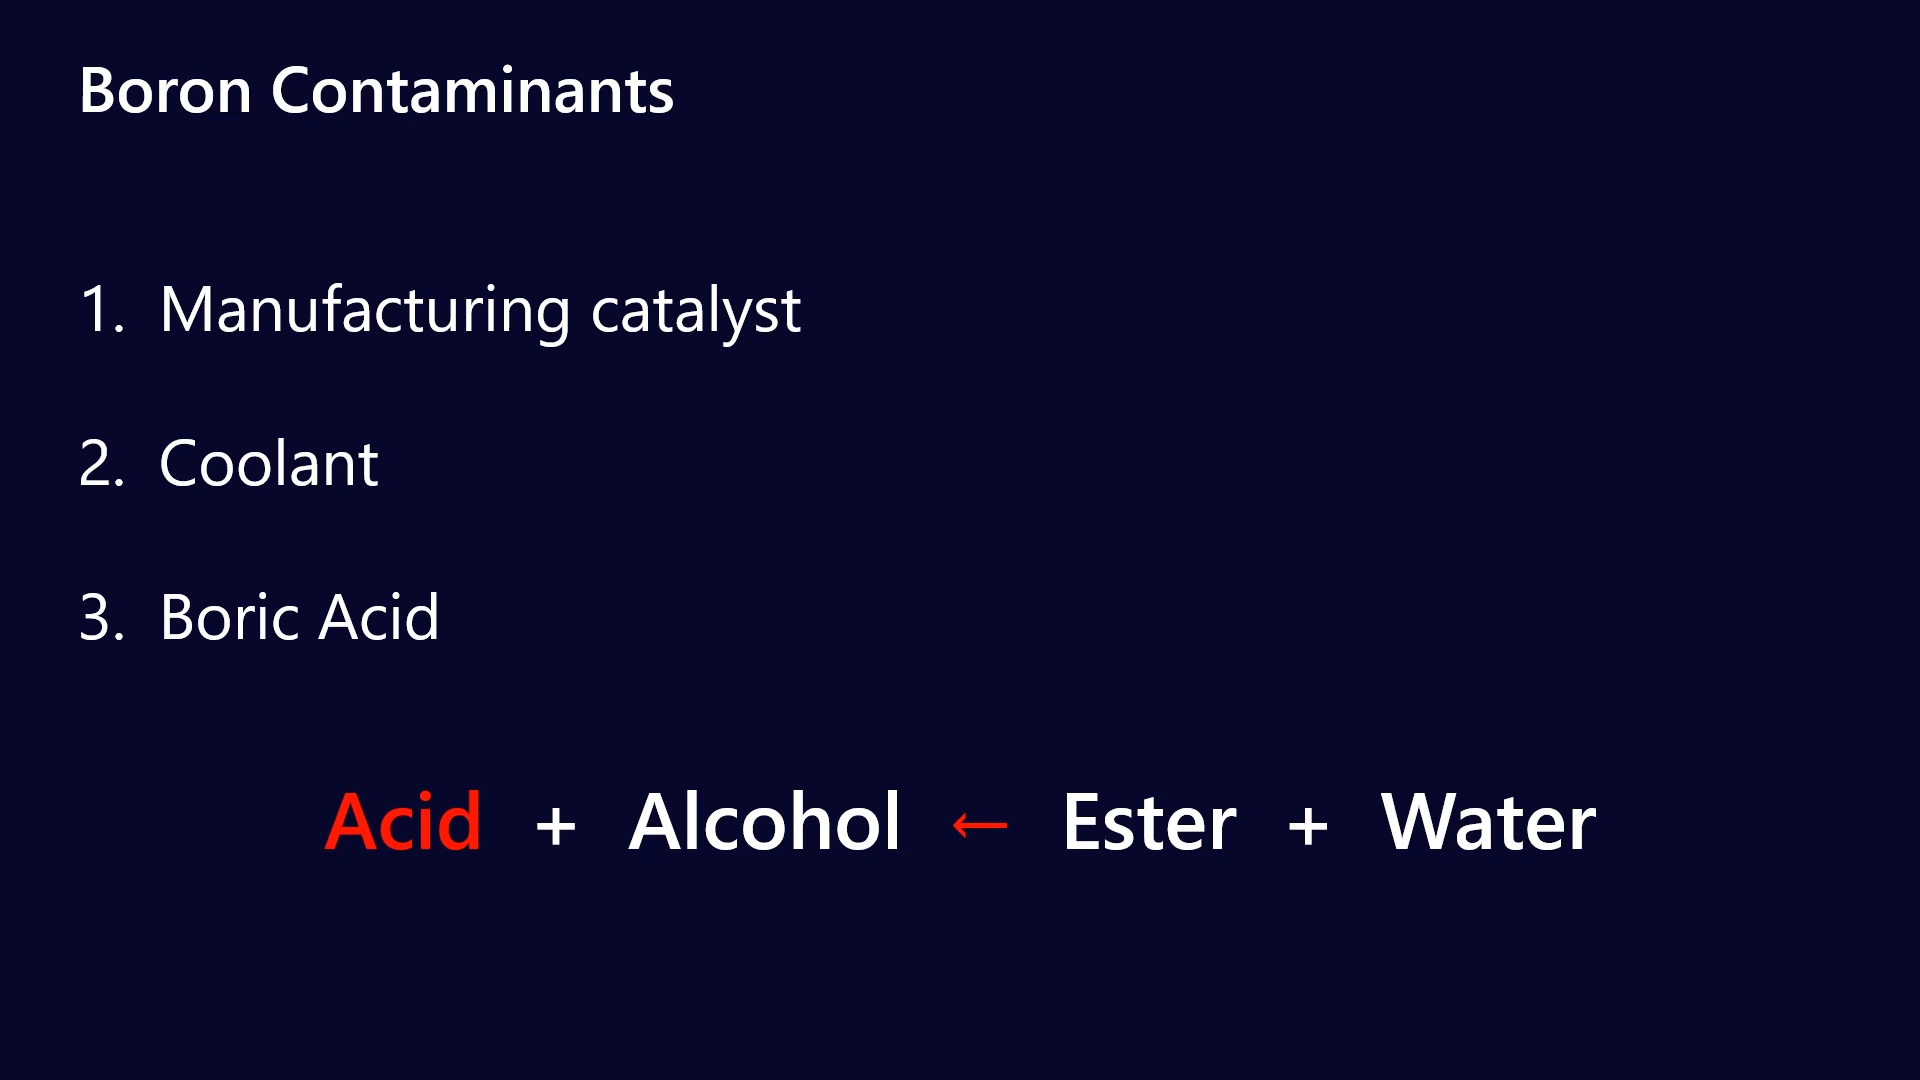 Boron Contaminants
1. Manufacturing catalyst
2. Coolant
3. Boric Acid
Acid + Alcohol ← Ester + Water